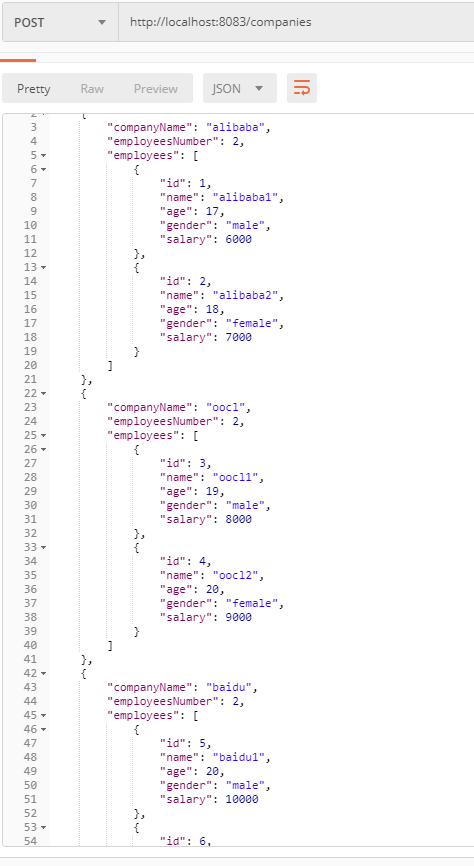 POST http://localhost:8083/companies
Pretty Raw Preview JSON
2 {
3 "companyName": "alibaba",
4 "employeesNumber": 2,
5 "employees": [
6 {
7 "id": 1,
8 "name": "alibaba1",
9 "age": 17,
10 "gender": "male",
11 "salary": 6000
12 },
13 {
14 "id": 2,
15 "name": "alibaba2",
16 "age": 18,
17 "gender": "female",
18 "salary": 7000
19 }
20 ]
21 },
22 {
23 "companyName": "oocl",
24 "employeesNumber": 2,
25 "employees": [
26 {
27 "id": 3,
28 "name": "oocl1",
29 "age": 19,
30 "gender": "male",
31 "salary": 8000
32 },
33 {
34 "id": 4,
35 "name": "oocl2",
36 "age": 20,
37 "gender": "female",
38 "salary": 9000
39 }
40 ]
41 },
42 {
43 "companyName": "baidu",
44 "employeesNumber": 2,
45 "employees": [
46 {
47 "id": 5,
48 "name": "baidu1",
49 "age": 20,
50 "gender": "male",
51 "salary": 10000
52 },
53 {
54 "id": 6,